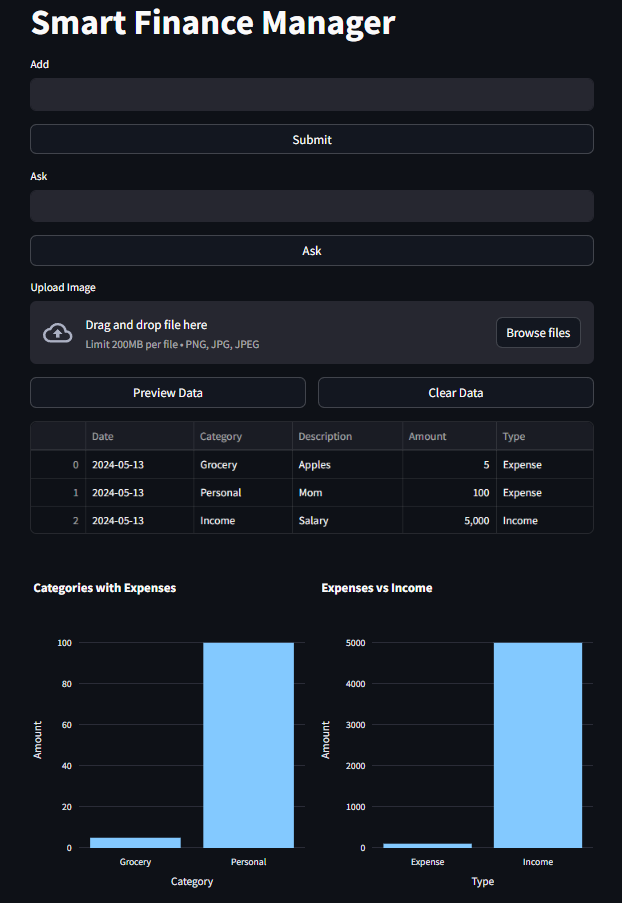 Smart Finance Manager
Add
Submit
Ask
Ask
Upload Image
Drag and drop file here
Limit 200MB per file • PNG, JPG, JPEG
Browse files
Preview Data Clear Data
Date Category Description Amount Type
0 2024-05-13 Grocery Apples 5 Expense
1 2024-05-13 Personal Mom 100 Expense
2 2024-05-13 Income Salary 5,000 Income
Categories with Expenses
100
80
60
40
20
0
Amount
Grocery Personal
Category
Expenses vs Income
5000
4000
3000
2000
1000
0
Amount
Expense Income
Type